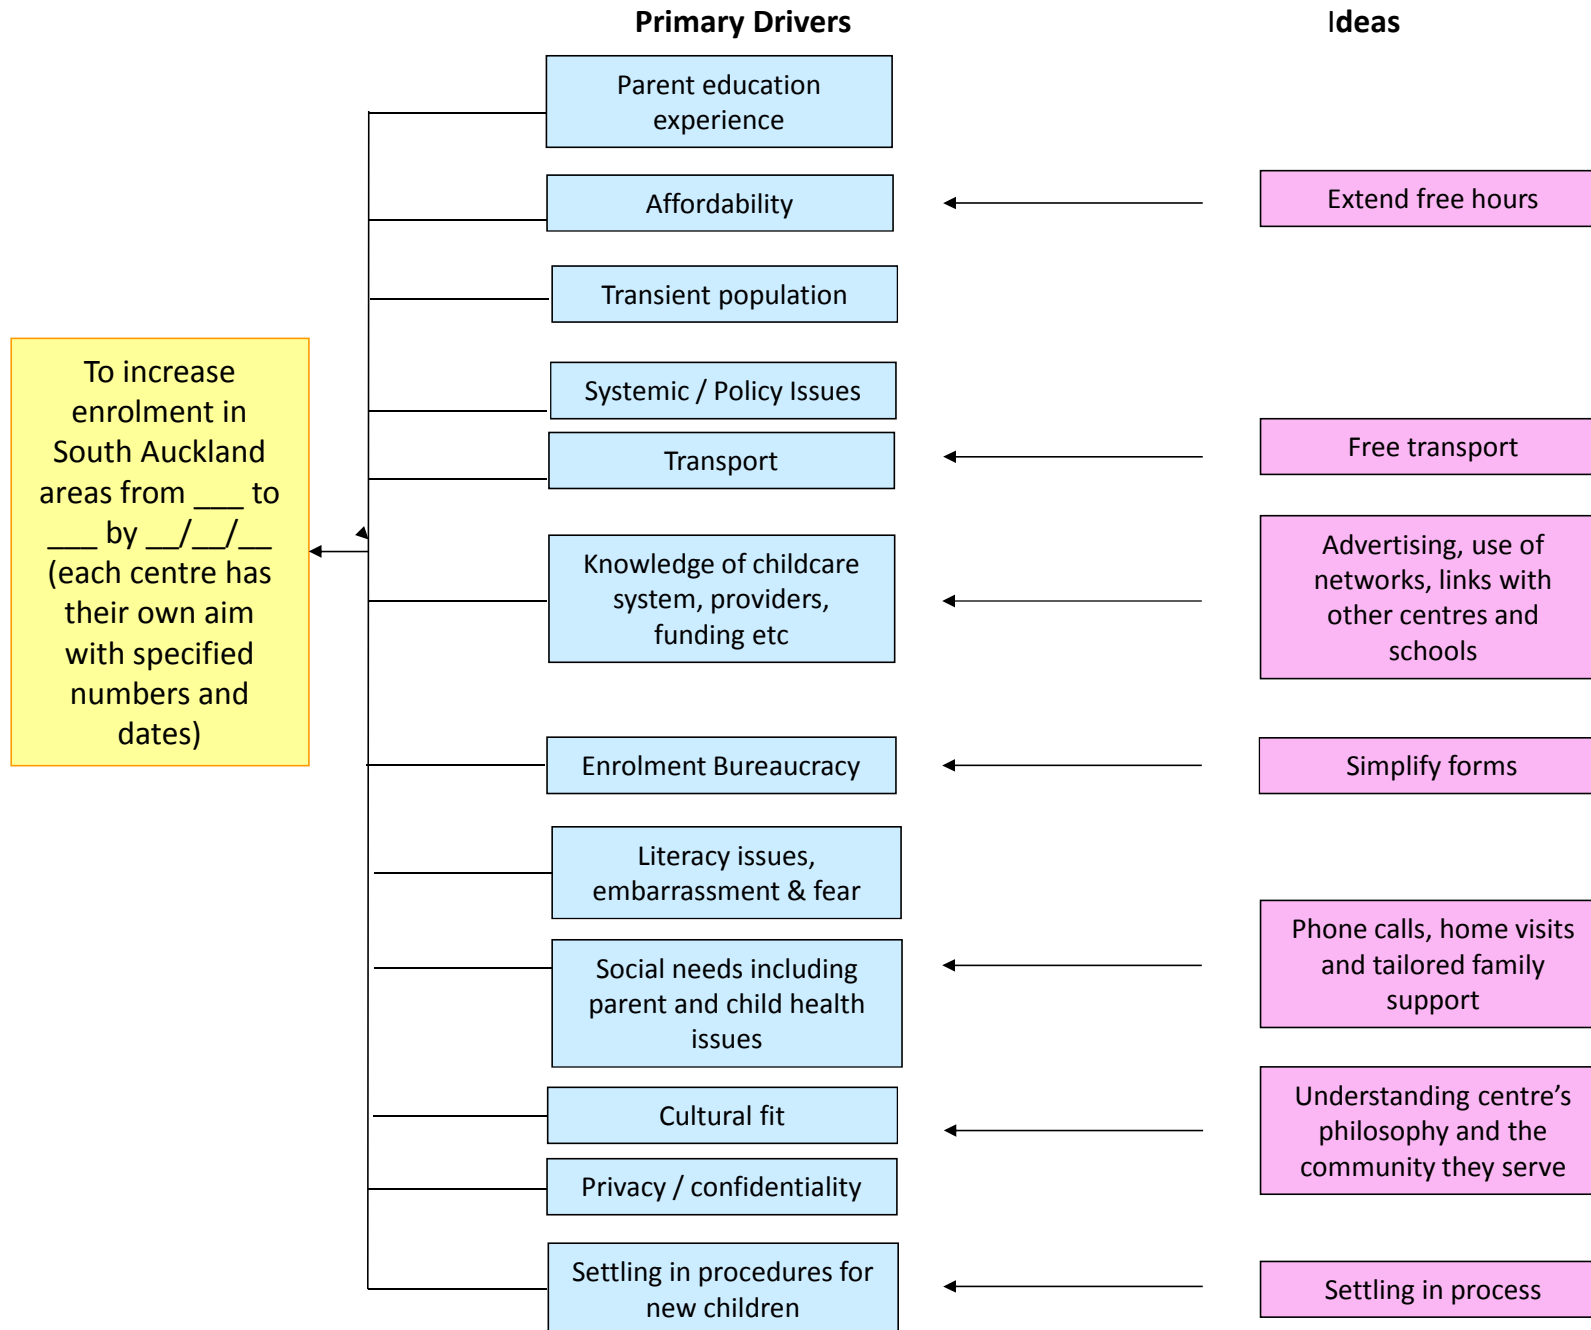 Primary Drivers
Ideas
Parent education
experience
Affordability
Extend free hours
Transient population
To increase
enrolment in
South Auckland
areas from ___ to
___ by __/__/__
(each centre has
their own aim
with specified
numbers and
dates)
Systemic / Policy Issues
Transport
Free transport
Knowledge of childcare
system, providers,
funding etc
Advertising, use of
networks, links with
other centres and
schools
Enrolment Bureaucracy
Simplify forms
Literacy issues,
embarrassment & fear
Social needs including
parent and child health
issues
Phone calls, home visits
and tailored family
support
Cultural fit
Understanding centre’s
philosophy and the
community they serve
Privacy / confidentiality
Settling in procedures for
new children
Settling in process